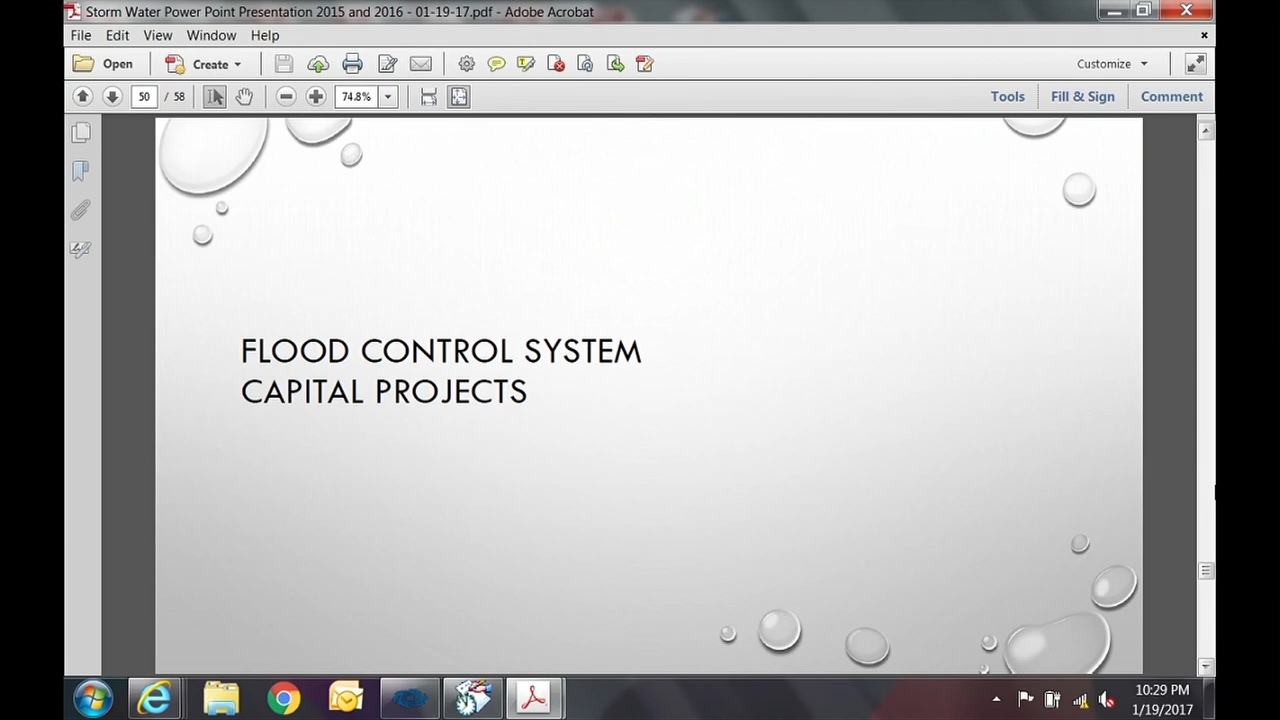 Storm Water Power Point Presentation 2015 and 2016 - 01-19-17.pdf - Adobe Acrobat
File Edit View Window Help
Open Create Customize
50 / 58 74.8% Tools Fill & Sign Comment
FLOOD CONTROL SYSTEM
CAPITAL PROJECTS
10:29 PM
1/19/2017